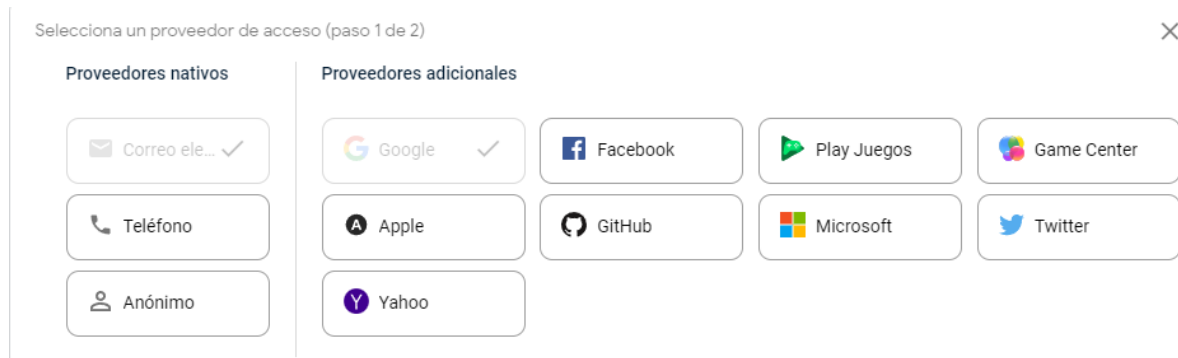 Selecciona un proveedor de acceso (paso 1 de 2)
Proveedores nativos
Correo ele...
Teléfono
Anónimo
Proveedores adicionales
Google
Facebook
Play Juegos
Game Center
Apple
GitHub
Microsoft
Twitter
Yahoo